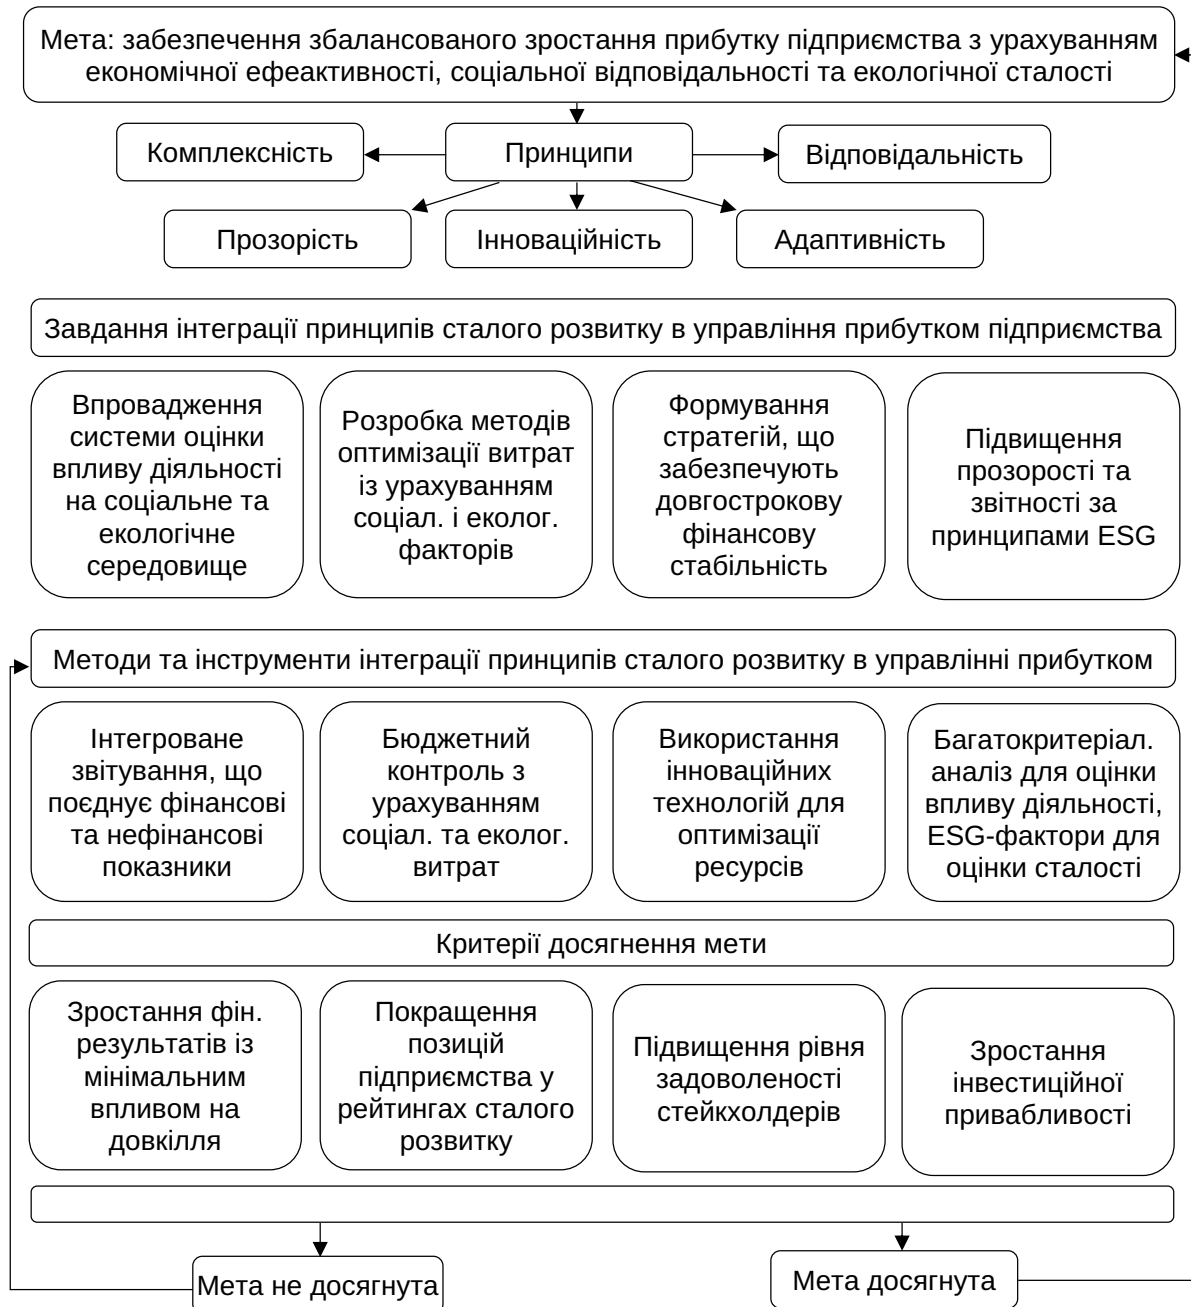 Мета: забезпечення збалансованого зростання прибутку підприємства з урахуванням
економічної ефеактивності, соціальної відповідальності та екологічної сталості
Комплексність
Принципи
Відповідальність
Прозорість
Інноваційність
Адаптивність
Завдання інтеграції принципів сталого розвитку в управління прибутком підприємства
Впровадження
системи оцінки
впливу діяльності
на соціальне та
екологічне
середовище
Розробка методів
оптимізації витрат
із урахуванням
соціал. і еколог.
факторів
Формування
стратегій, що
забезпечують
довгострокову
фінансову
стабільність
Підвищення
прозорості та
звітності за
принципами ESG
Методи та інструменти інтеграції принципів сталого розвитку в управлінні прибутком
Інтегроване
звітування, що
поєднує фінансові
та нефінансові
показники
Бюджетний
контроль з
урахуванням
соціал. та еколог.
витрат
Використання
інноваційних
технологій для
оптимізації
ресурсів
Багатокритеріал.
аналіз для оцінки
впливу діяльності,
ESG-фактори для
оцінки сталості
Критерії досягнення мети
Зростання фін.
результатів із
мінімальним
впливом на
довкілля
Покращення
позицій
підприємства у
рейтингах сталого
розвитку
Підвищення рівня
задоволеності
стейкхолдерів
Зростання
інвестиційної
привабливості
Мета не досягнута
Мета досягнута